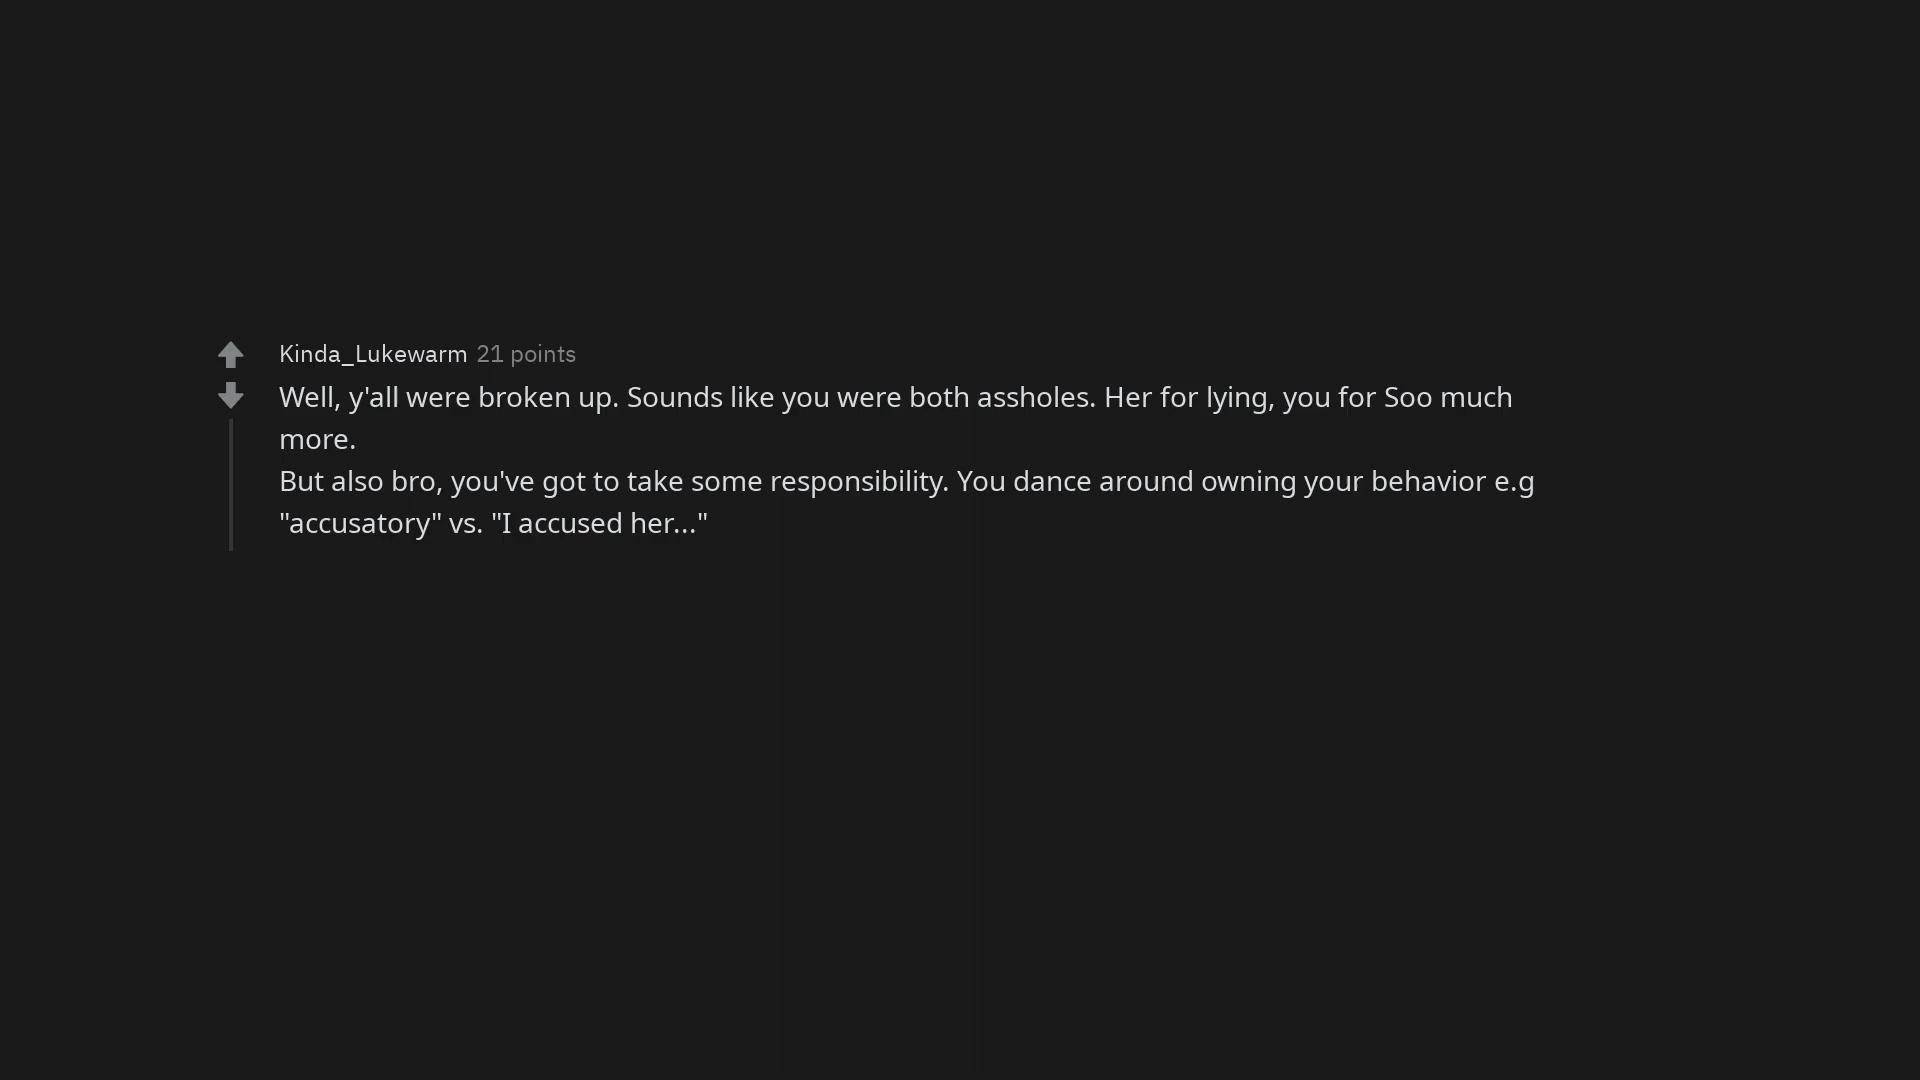 Kinda_Lukewarm 21 points
Well, y'all were broken up. Sounds like you were both assholes. Her for lying, you for Soo much
more.
But also bro, you've got to take some responsibility. You dance around owning your behavior e.g
"accusatory" vs. "I accused her..."